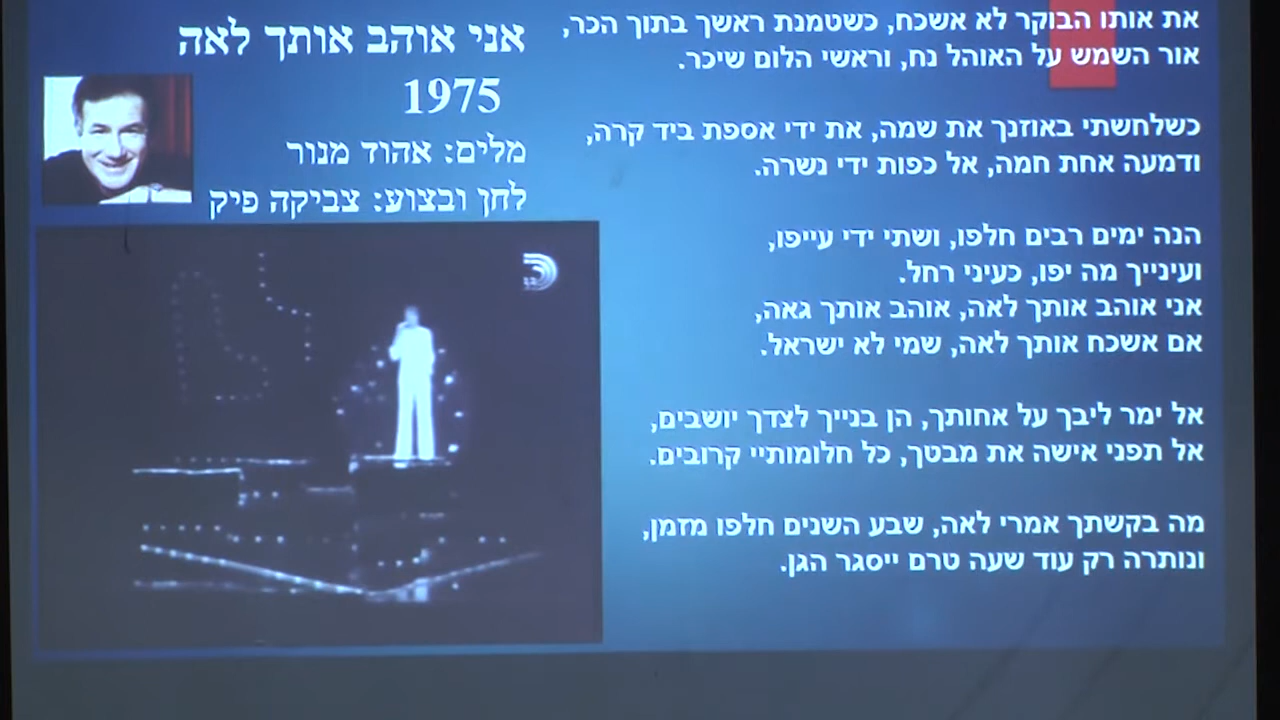 אני אוהב אותך לאה
1975
מלים: אהוד מנור
לחן ובצוע: צביקה פיק
את אותו הבוקר לא אשכח, כשטמנת ראשך בתוך הכר,
אור השמש על האוהל נח, וראשי הלום שיכר.
כשלחשתי באוזנך את שמה, את ידי אספת ביד קרה,
ודמעה אחת חמה, אל כפות ידי נשרה.
הנה ימים רבים חלפו, ושתי ידי עייפו,
ועינייך מה יפו, כעיני רחל.
אני אוהב אותך לאה, אוהב אותך גאה,
אם אשכח אותך לאה, שמי לא ישראל.
אל ימר ליבך על אחותך, הן בנייך לצדך יושבים,
אל תפני אישה את מבטך, כל חלומותיי קרובים.
מה בקשתך אמרי לאה, שבע השנים חלפו מזמן,
ונותרה רק עוד שעה טרם ייסגר הגן.